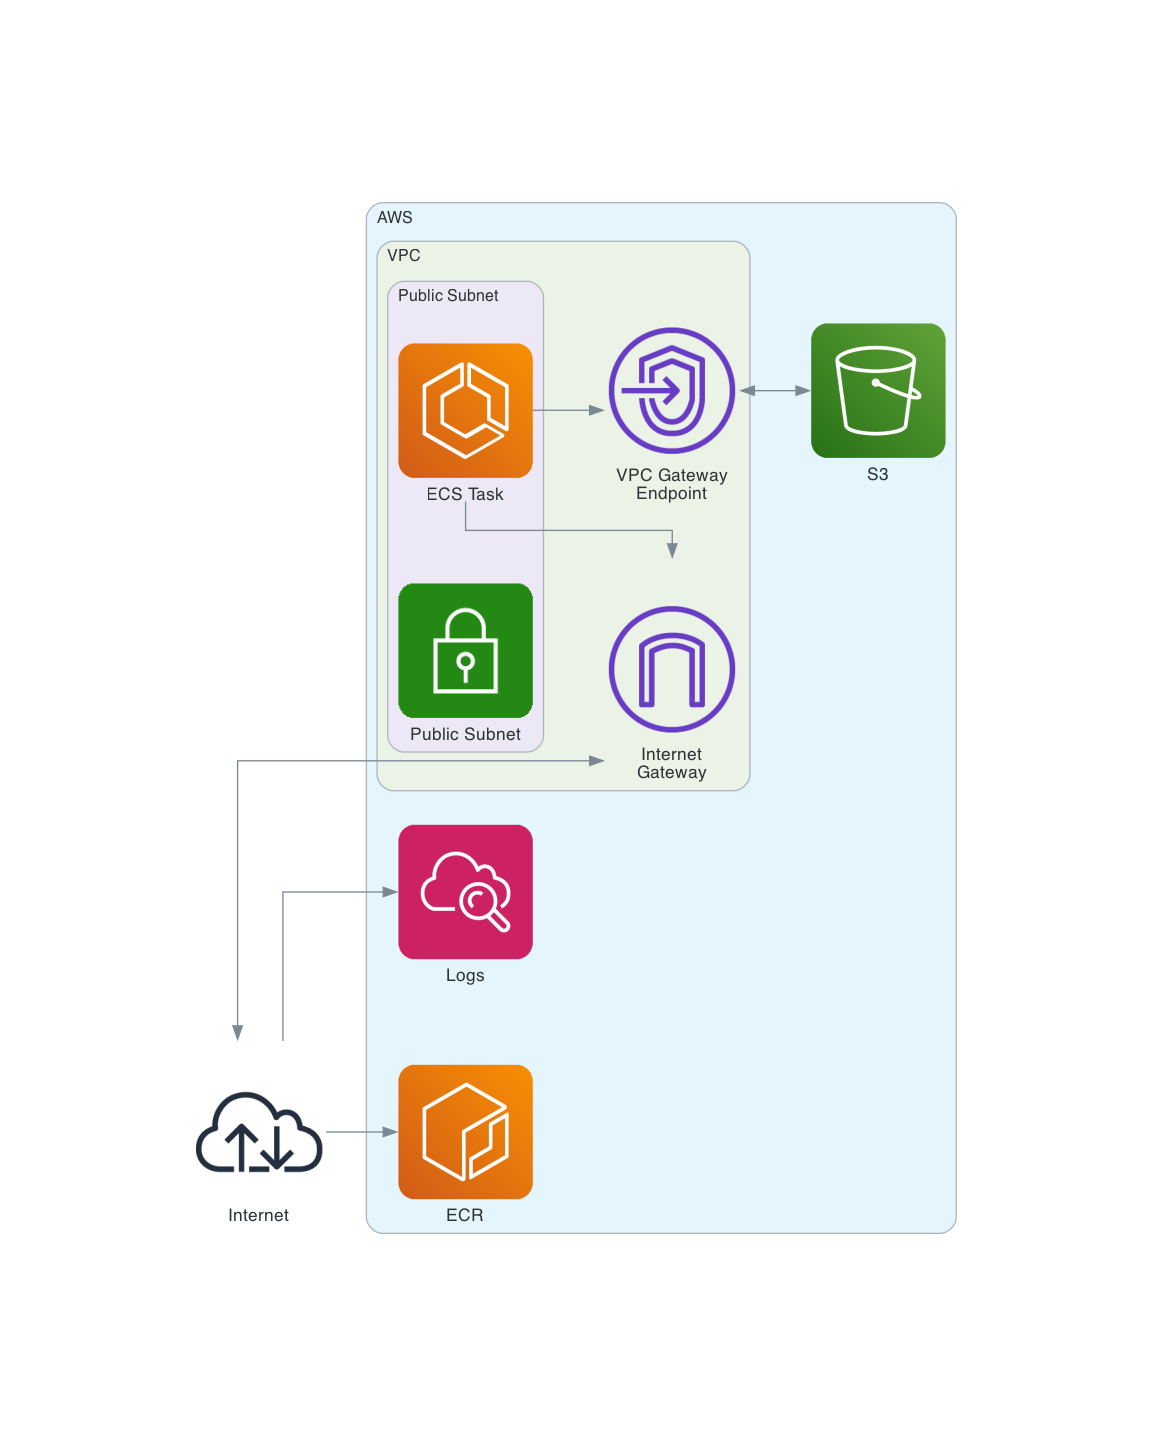 AWS
VPC
Public Subnet
ECS Task
VPC Gateway
Endpoint
S3
Public Subnet
Internet
Gateway
Logs
Internet
ECR